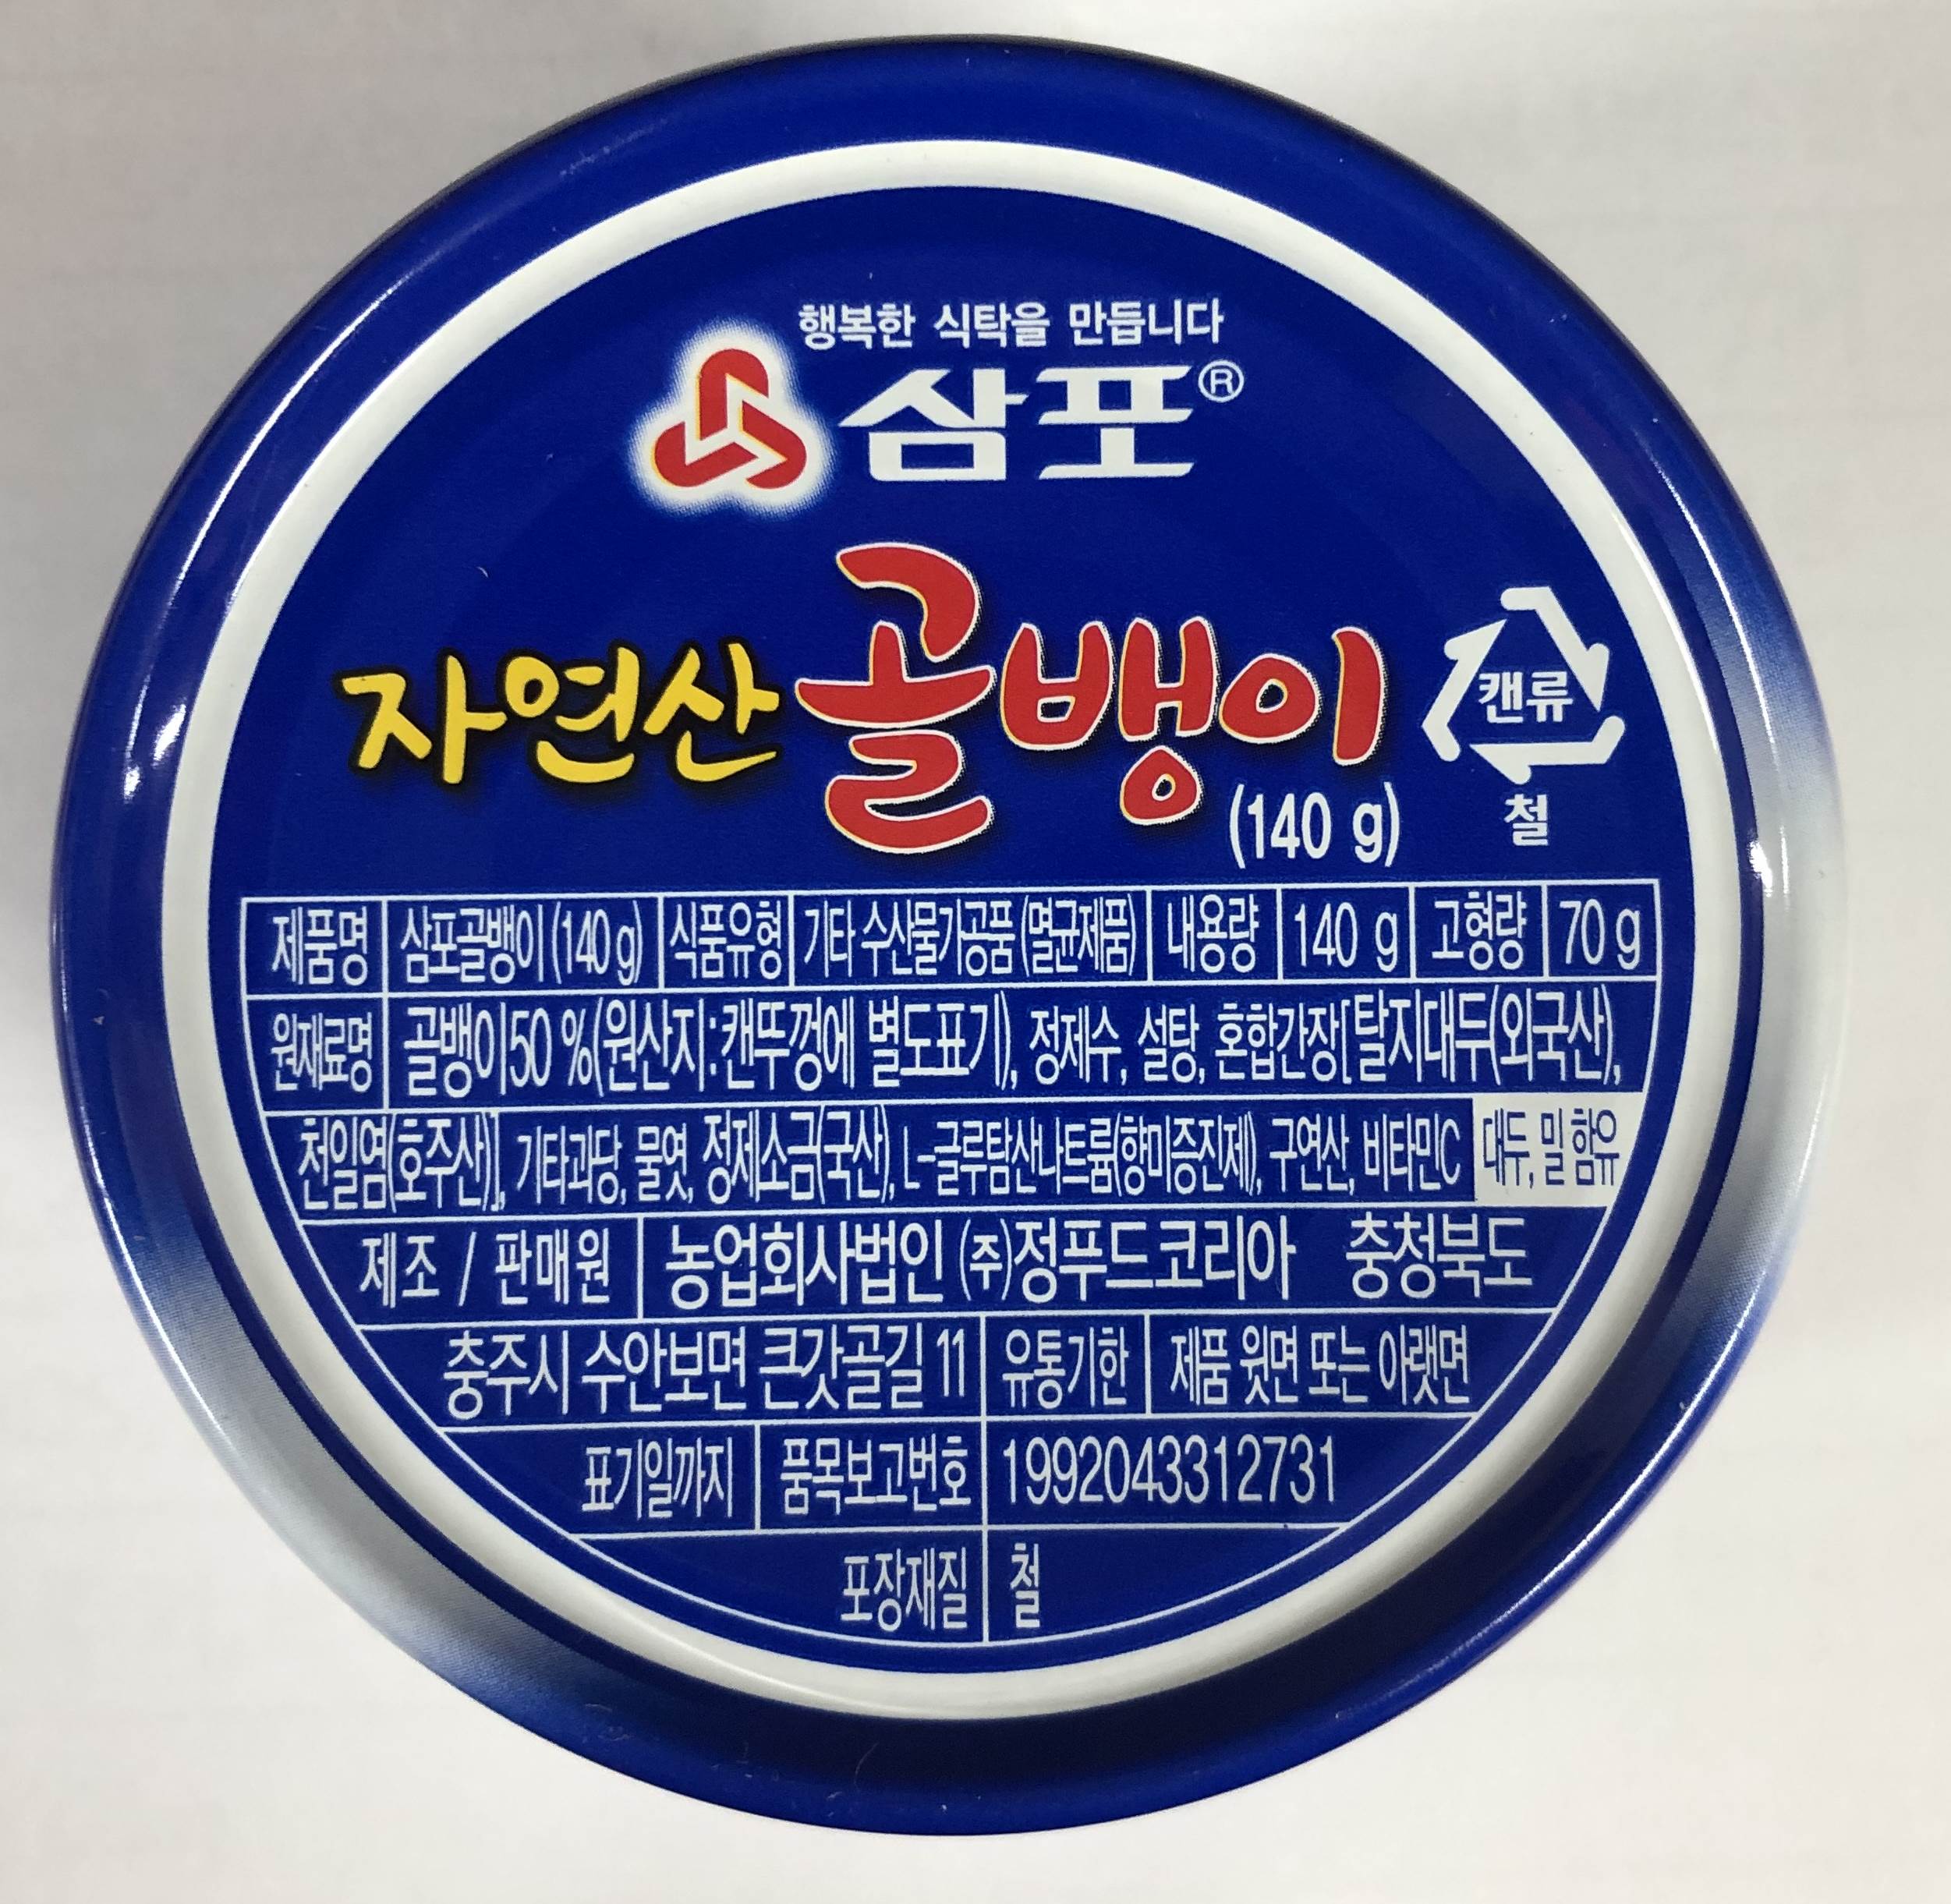 행복한 식탁을 만듭니다
삼포®
자연산 골뱅이
(140 g)
캔류
철
제품명 삼포골뱅이 (140 g) 식품유형 기타 수산물가공품 (멸균제품) 내용량 140 g 고형량 70 g
원재료명 골뱅이50 %(원산지:캔뚜껑에 별도표기), 정제수, 설탕, 혼합간장[탈지대두(외국산),
천일염(호주산)], 기타과당, 물엿, 정제소금(국산), L-글루탐산나트륨(향미증진제), 구연산, 비타민C 대두, 밀 함유
제조 / 판매원 농업회사법인 (주)정푸드코리아 충청북도
충주시 수안보면 큰갓골길 11 유통기한 제품 윗면 또는 아랫면
표기일까지 품목보고번호 1992043312731
포장재질 철